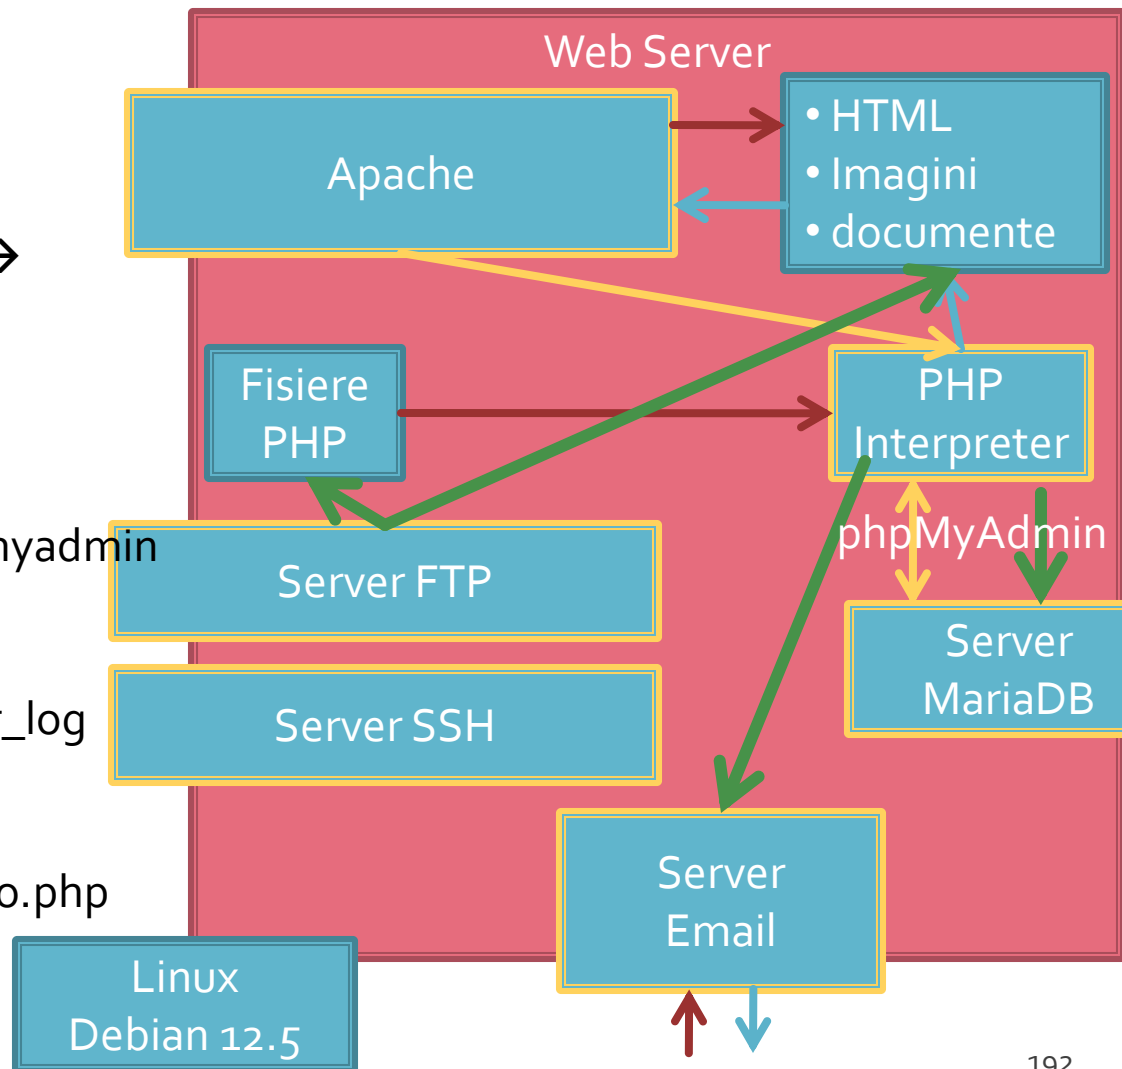 Web Server
Apache
• HTML
• Imagini
• documente
Fisiere
PHP
PHP
Interpreter
phpMyAdmin
Server FTP
Server
MariaDB
Server SSH
_log
o.php
Server
Email
Linux
Debian 12.5
192